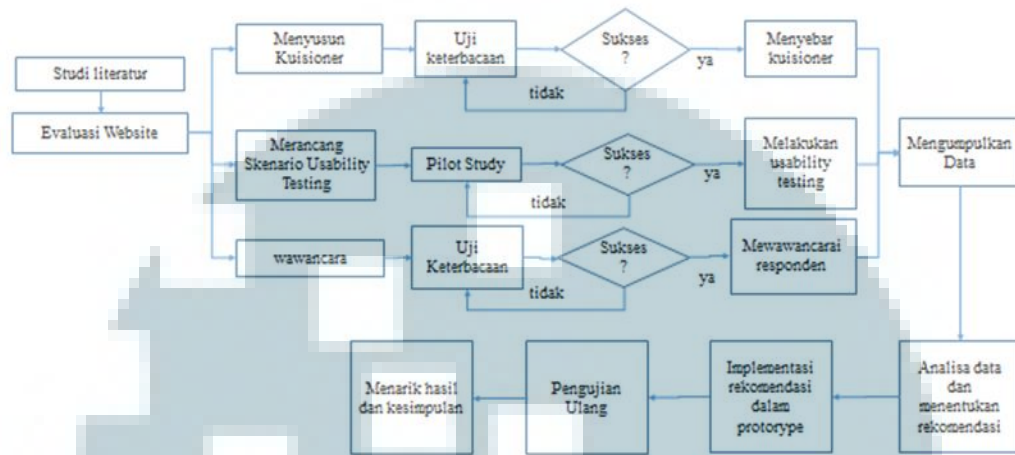 Studi literatur
Evaluasi Website
Menyusun
Kuisioner
Uji
keterbacaan
Sukses
?
ya
tidak
Menyebar
kuisioner
Merancang
Skenario Usability
Testing
Pilot Study
Sukses
?
ya
tidak
Melakukan
usability
testing
wawancara
Uji
Keterbacaan
Sukses
?
ya
tidak
Mewawancarai
responden
Mengumpulkan
Data
Analisa data
dan
menentukan
rekomendasi
Implementasi
rekomendasi
dalam
protorype
Pengujian
Ulang
Menarik hasil
dan kesimpulan